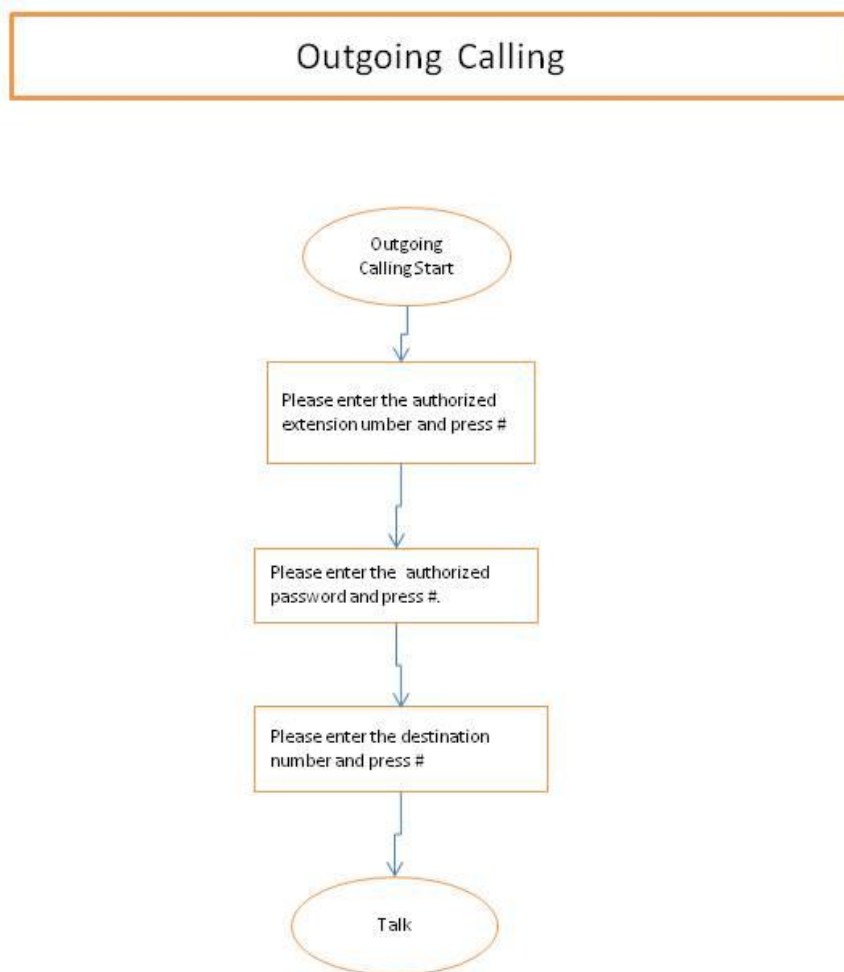 Outgoing Calling
Outgoing
Calling Start
Please enter the authorized
extension umber and press #
Please enter the authorized
password and press #.
Please enter the destination
number and press #
Talk